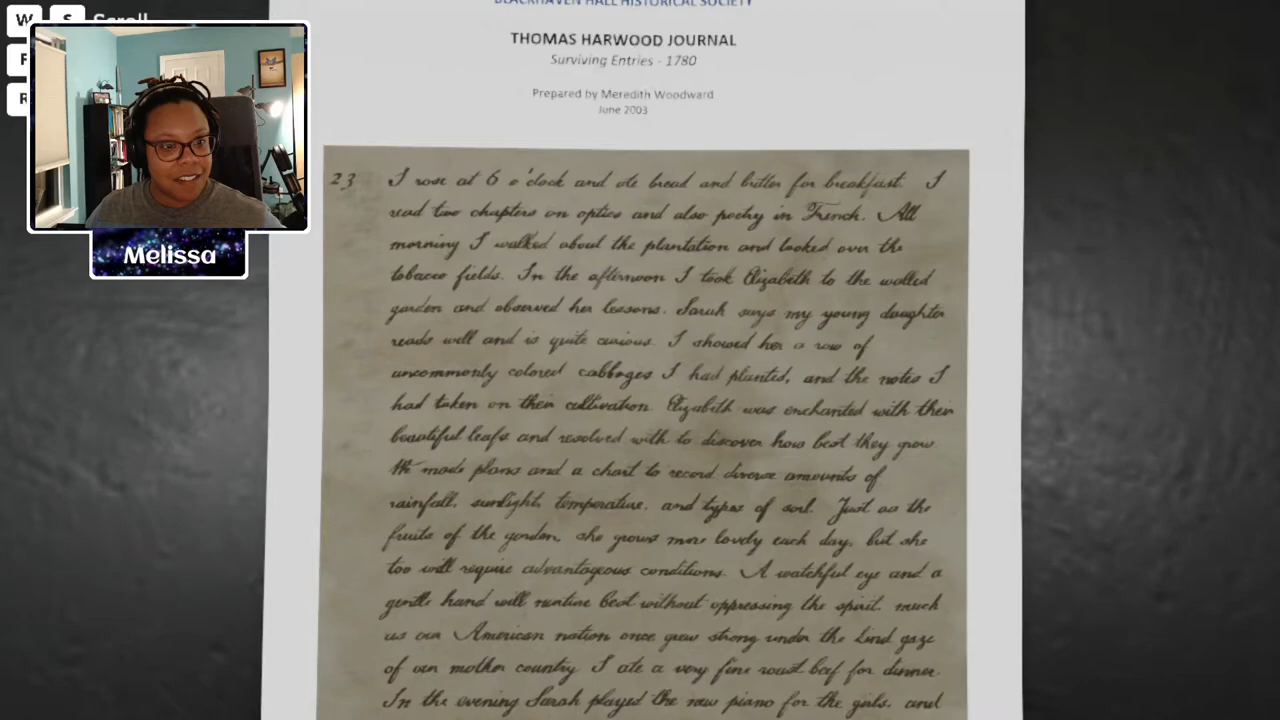 W S Scroll
F
R
Melissa
BLACKHAVEN HALL HISTORICAL SOCIETY
THOMAS HARWOOD JOURNAL
Surviving Entries - 1780
Prepared by Meredith Woodward
June 2003
23 I rose at 6 o'clock and ate bread and butter for breakfast. I
read two chapters on optics and also poetry in French. All
morning I walked about the plantation and looked over the
tobacco fields. In the afternoon I took Elizabeth to the walled
garden and observed her lessons. Sarah says my young daughter
reads well and is quite curious. I showed her a row of
uncommonly colored cabbages I had planted, and the notes I
had taken on their cultivation. Elizabeth was enchanted with their
beautiful leafs and resolved with to discover how best they grow
made plans and a chart to record diverse amounts of
rainfall, sunlight, temperature, and types of soil. Just as the
fruits of the garden, she grows more lovely each day, but she
too will require advantageous conditions. A watchful eye and a
gentle hand will nurture best without oppressing the spirit, much
as our American nation once grew strong under the kind gaze
of our mother country. I ate a very fine roast beef for dinner.
In the evening Sarah played the new piano for the girls, and